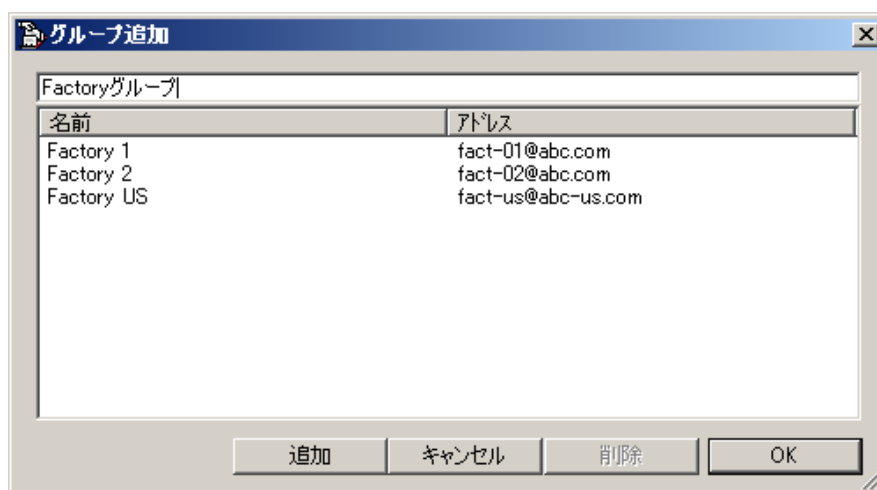 グループ追加
Factoryグループ
名前 アドレス
Factory 1 fact-01@abc.com
Factory 2 fact-02@abc.com
Factory US fact-us@abc-us.com
追加 キャンセル 削除 OK